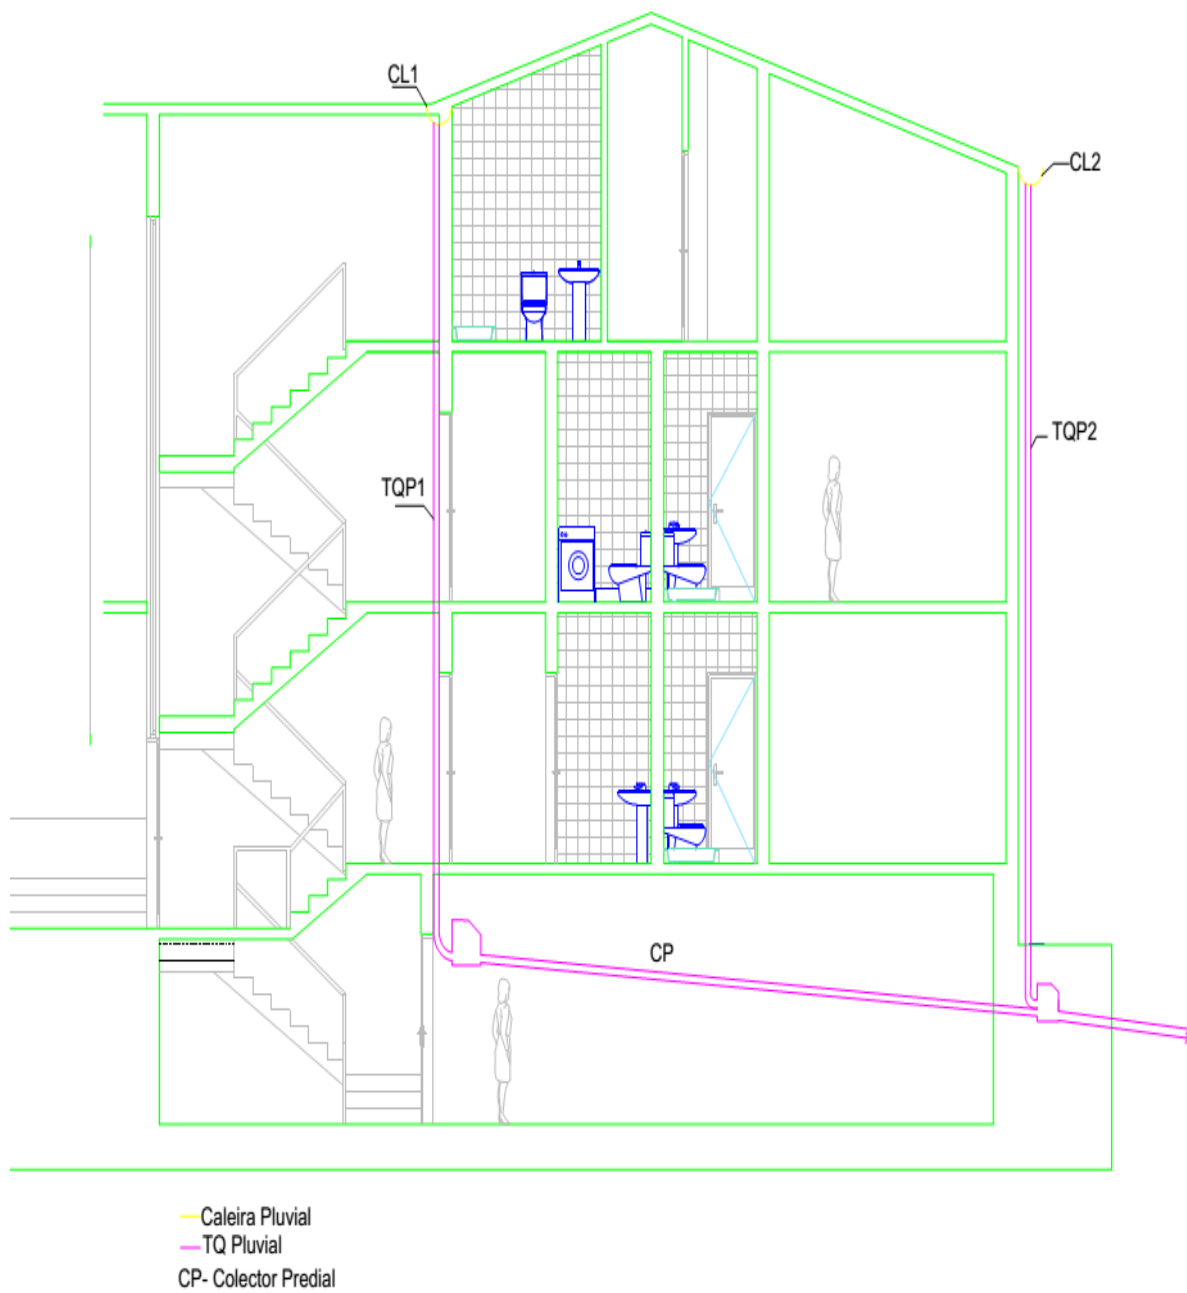 CL1
CL2
TQP2
TQP1
CP
Caleira Pluvial
TQ Pluvial
CP- Colector Predial